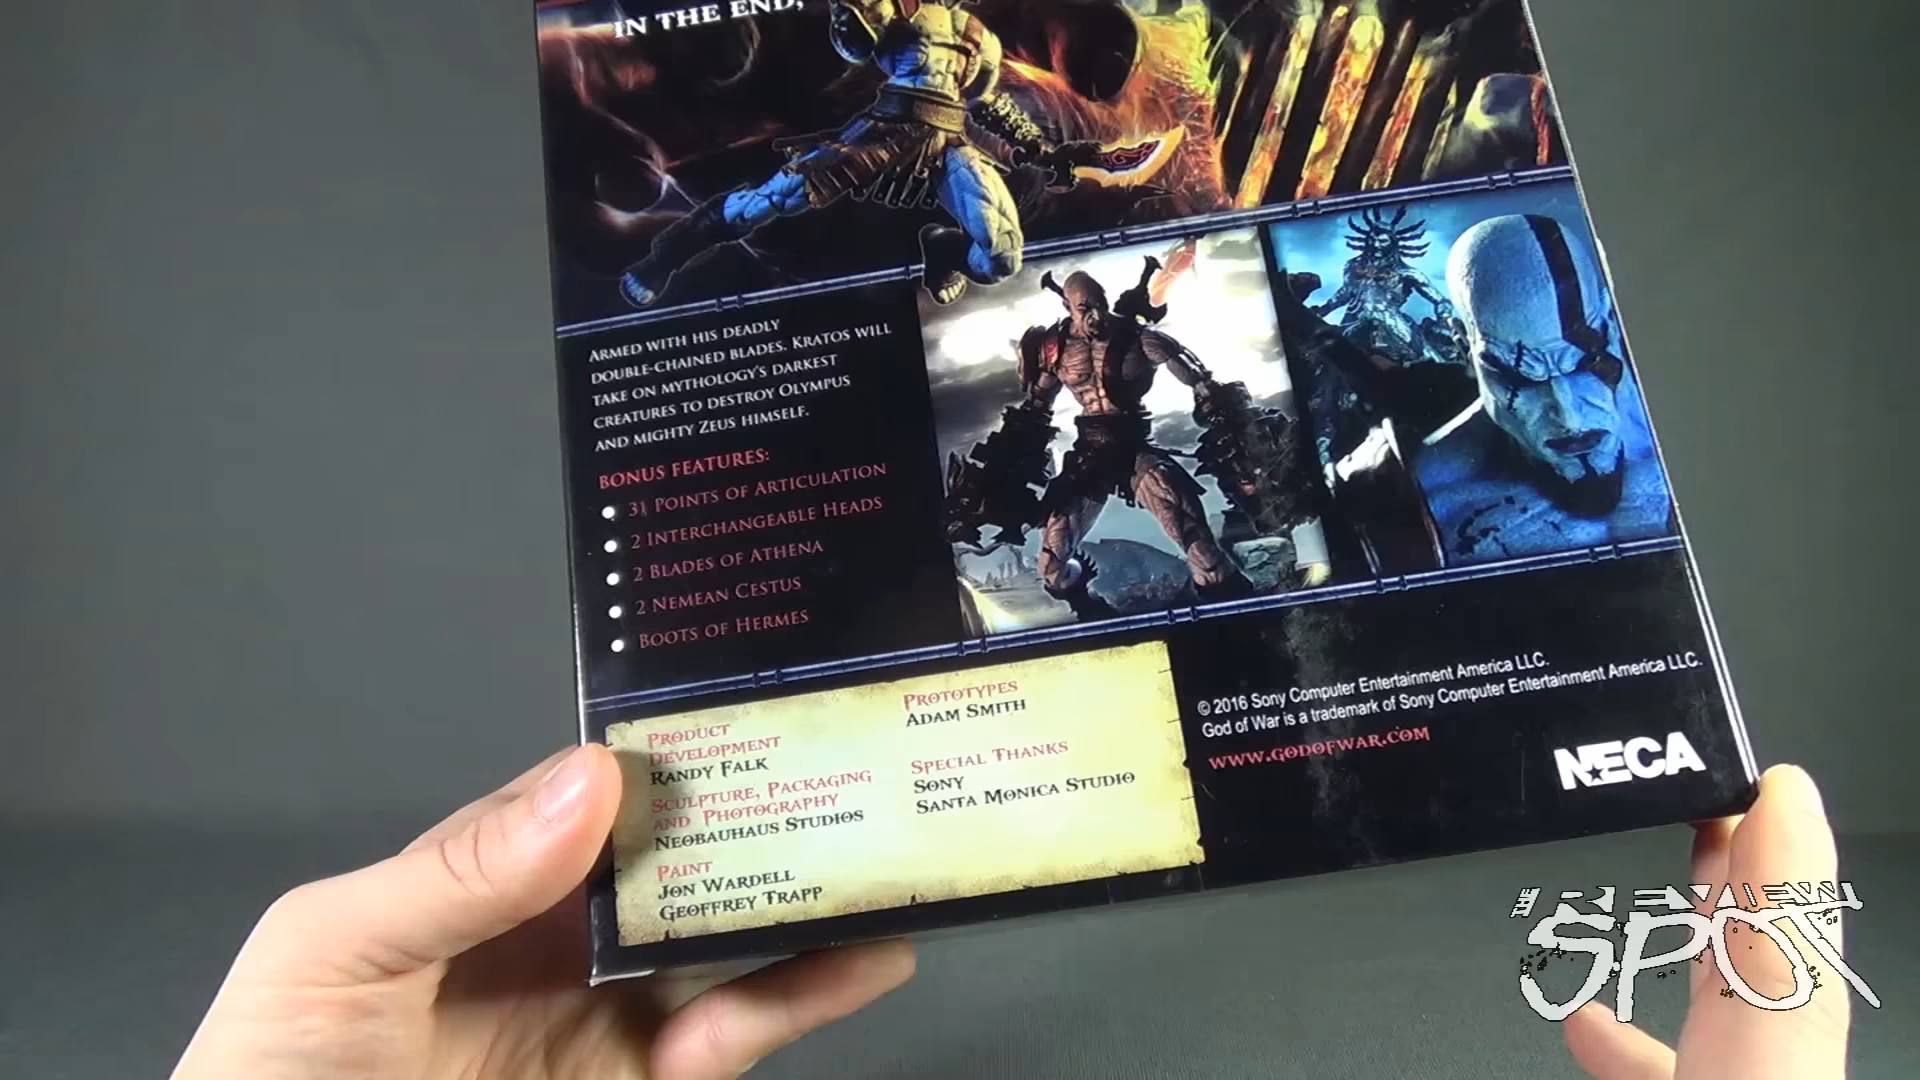 IN THE END,
ARMED WITH HIS DEADLY
DOUBLE-CHAINED BLADES, KRATOS WILL
TAKE ON MYTHOLOGY'S DARKEST
CREATURES TO DESTROY OLYMPUS
AND MIGHTY ZEUS HIMSELF.
BONUS FEATURES:
31 POINTS OF ARTICULATION
2 INTERCHANGEABLE HEADS
2 BLADES OF ATHENA
2 NEMEAN CESTUS
BOOTS OF HERMES
PRODUCT
DEVELOPMENT
RANDY FALK
SCULPTURE, PACKAGING
AND PHOTOGRAPHY
NEOBAUHAUS STUDIOS
PAINT
JON WARDELL
GEOFFREY TRAPP
PROTOTYPES
ADAM SMITH
SPECIAL THANKS
SONY
SANTA MONICA STUDIO
© 2016 Sony Computer Entertainment America LLC.
God of War is a trademark of Sony Computer Entertainment America LLC.
WWW.GODOFWAR.COM
NECA
THE REVIEW
SPOT